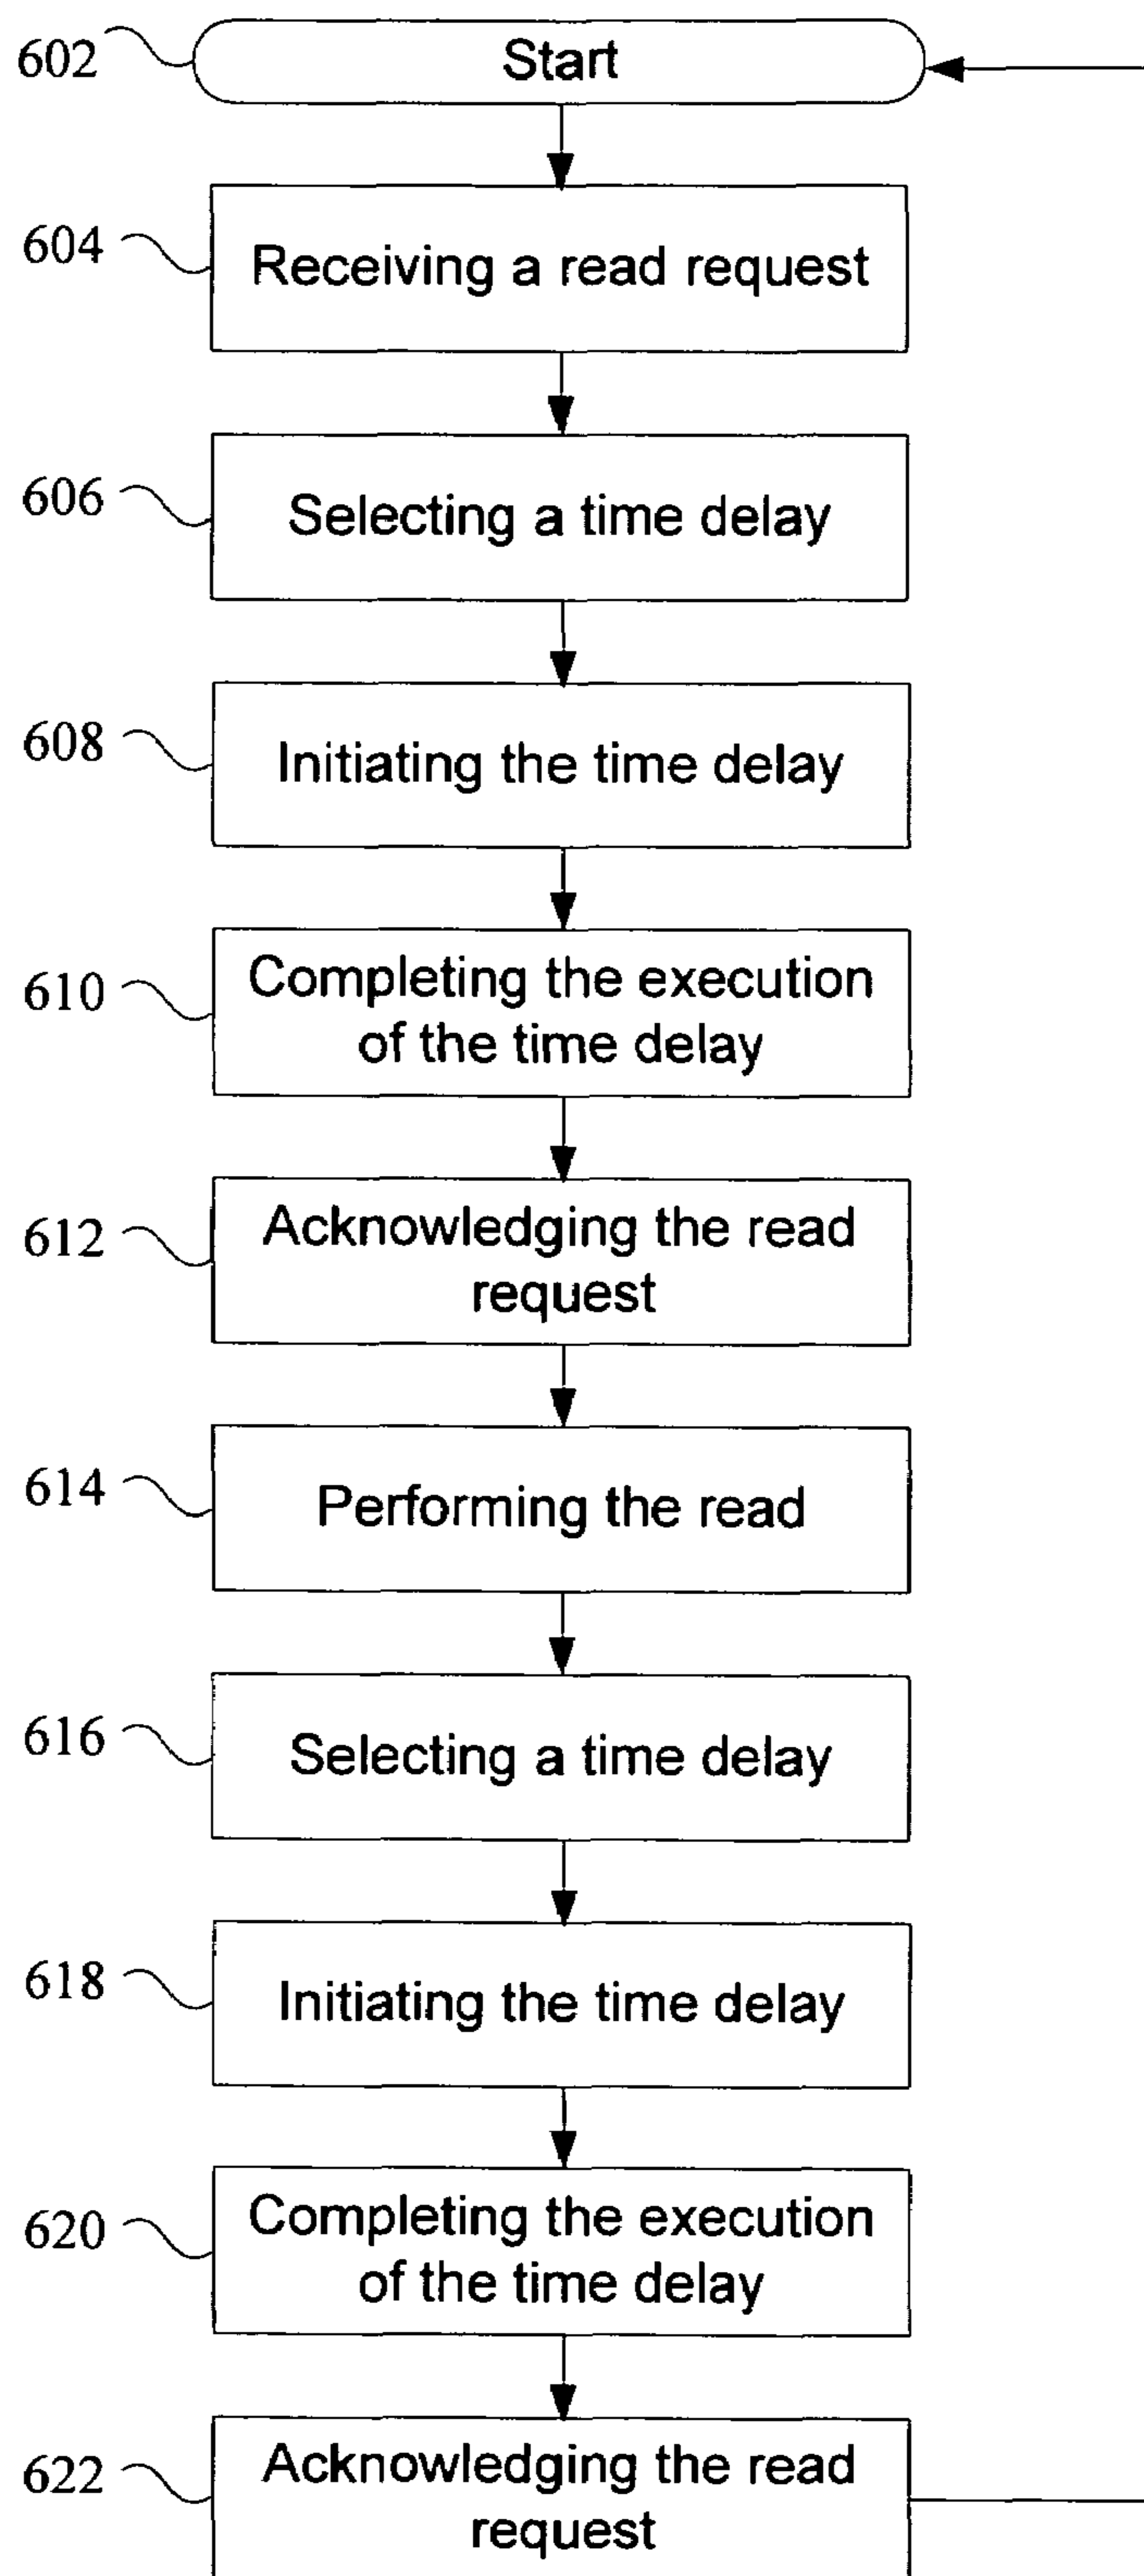 602
Start
604
Receiving a read request
606
Selecting a time delay
608
Initiating the time delay
610
Completing the execution
of the time delay
612
Acknowledging the read
request
614
Performing the read
616
Selecting a time delay
618
Initiating the time delay
620
Completing the execution
of the time delay
622
Acknowledging the read
request